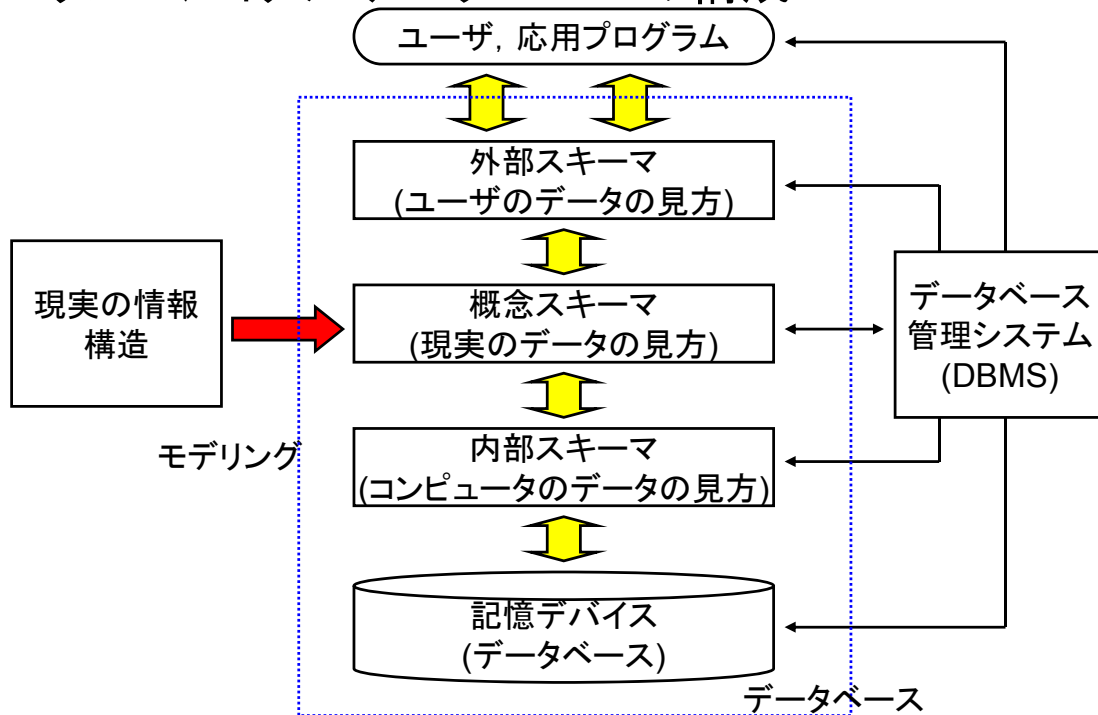 ユーザ，応用プログラム
外部スキーマ
(ユーザのデータの見方)
現実の情報
構造
概念スキーマ
(現実のデータの見方)
データベース
管理システム
(DBMS)
モデリング
内部スキーマ
(コンピュータのデータの見方)
記憶デバイス
(データベース)
データベース